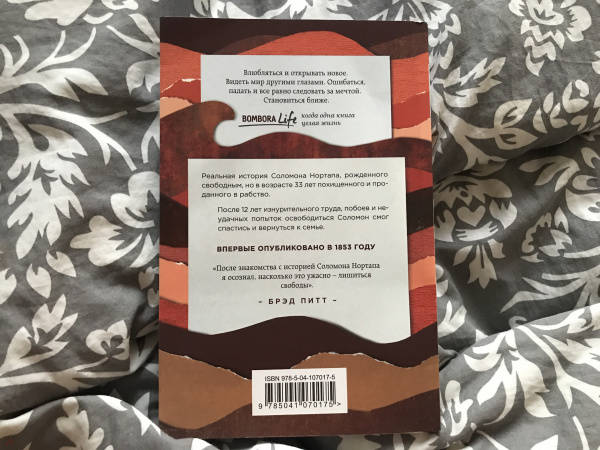 Влюбляться и открывать новое.
Видеть мир другими глазами. Ошибаться,
падать и все равно следовать за мечтой.
Становиться ближе.
BOMBORA Life когда одна книга
целая жизнь
Реальная история Соломона Нортапа, рожденного
свободным, но в возрасте 33 лет похищенного и про-
данного в рабство.
После 12 лет изнурительного труда, побоев и не-
удачных попыток освободиться Соломон смог
спастись и вернуться к семье.
ВПЕРВЫЕ ОПУБЛИКОВАНО В 1853 ГОДУ
«После знакомства с историей Соломона Нортапа
я осознал, насколько это ужасно – лишиться
свободы».
– БРЭД ПИТТ –
ISBN 978-5-04-107017-5
9 785041 070175>